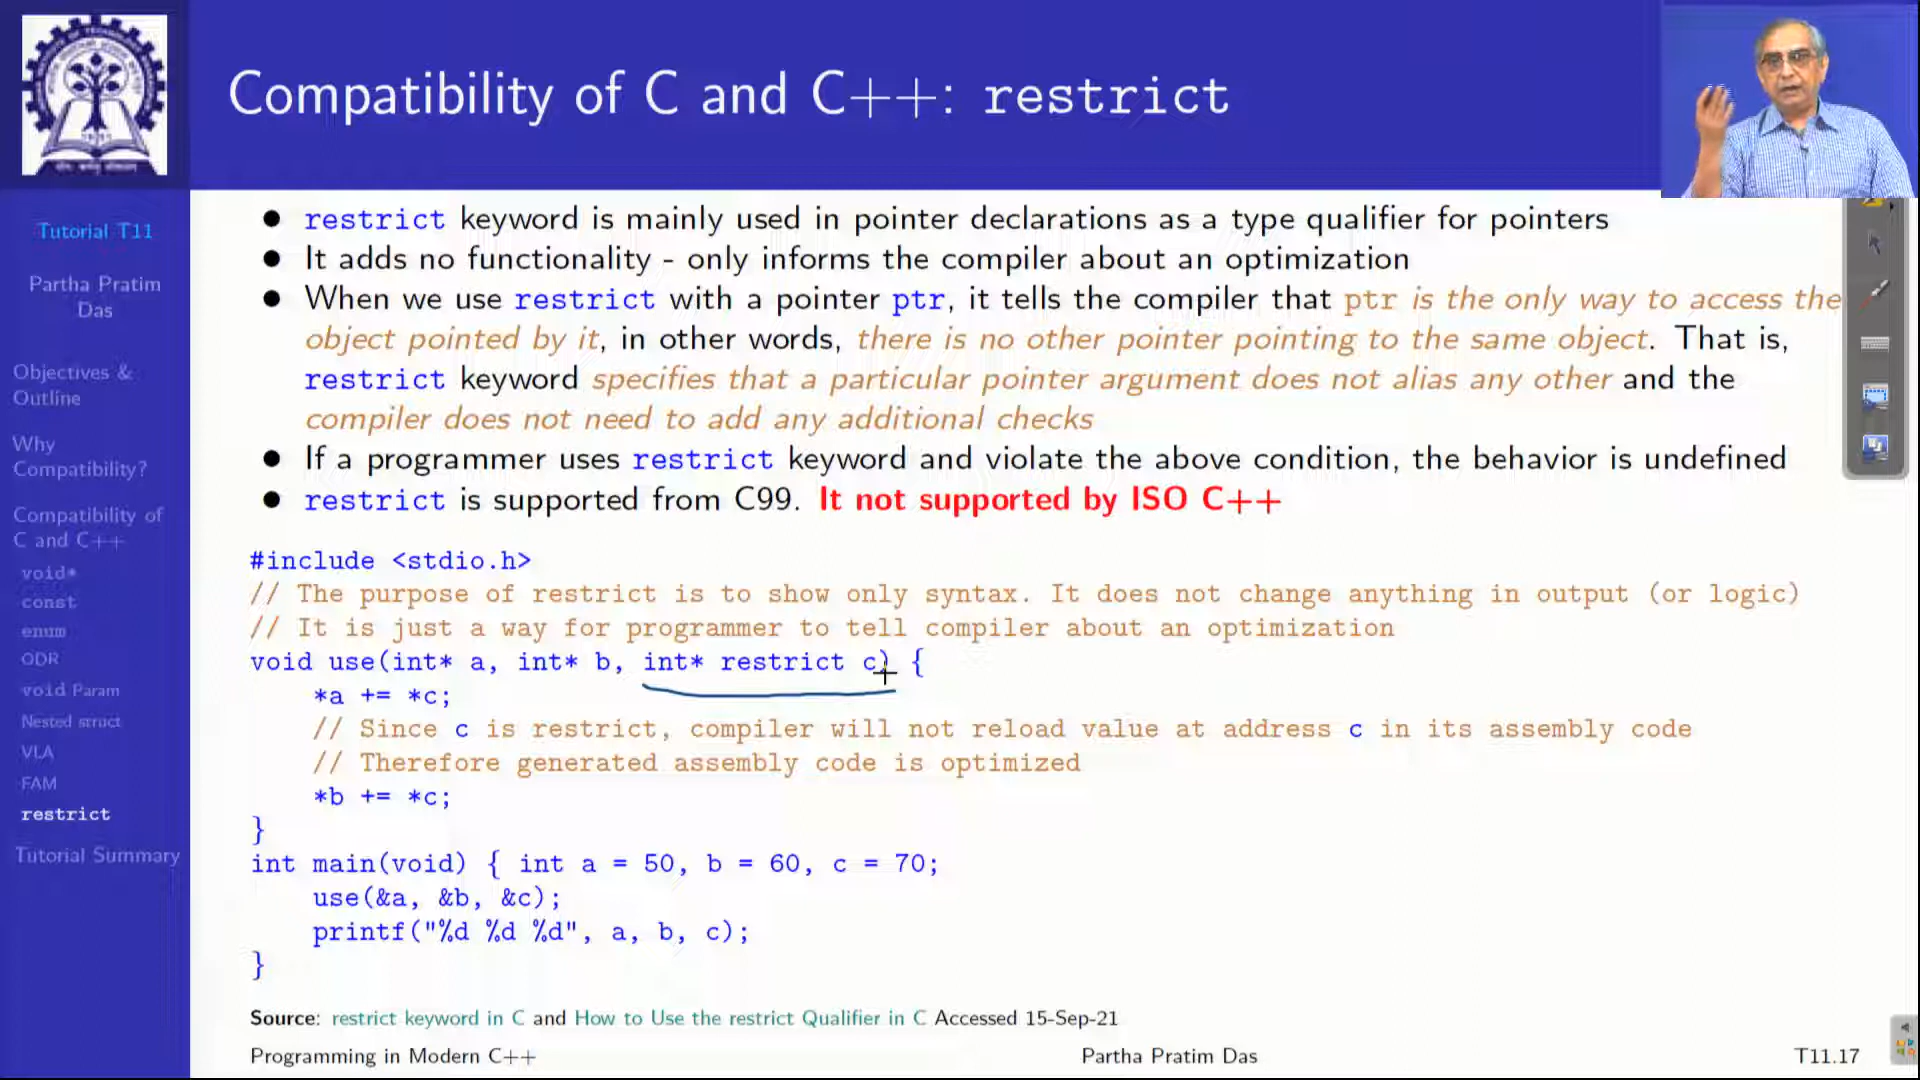 Compatibility of C and C++: restrict
Tutorial T11
Partha Pratim
Das
Objectives &
Outline
Why
Compatibility?
Compatibility of
C and C++
void*
const
enum
ODR
void Param
Nested struct
VLA
FAM
restrict
Tutorial Summary
● restrict keyword is mainly used in pointer declarations as a type qualifier for pointers
● It adds no functionality - only informs the compiler about an optimization
● When we use restrict with a pointer ptr, it tells the compiler that ptr is the only way to access the
object pointed by it, in other words, there is no other pointer pointing to the same object. That is,
restrict keyword specifies that a particular pointer argument does not alias any other and the
compiler does not need to add any additional checks
● If a programmer uses restrict keyword and violate the above condition, the behavior is undefined
● restrict is supported from C99. It not supported by ISO C++
#include <stdio.h>
// The purpose of restrict is to show only syntax. It does not change anything in output (or logic)
// It is just a way for programmer to tell compiler about an optimization
void use(int* a, int* b, int* restrict c) {
*a += *c;
// Since c is restrict, compiler will not reload value at address c in its assembly code
// Therefore generated assembly code is optimized
*b += *c;
}
int main(void) { int a = 50, b = 60, c = 70;
use(&a, &b, &c);
printf("%d %d %d", a, b, c);
}
Source: restrict keyword in C and How to Use the restrict Qualifier in C Accessed 15-Sep-21
Programming in Modern C++ Partha Pratim Das T11.17